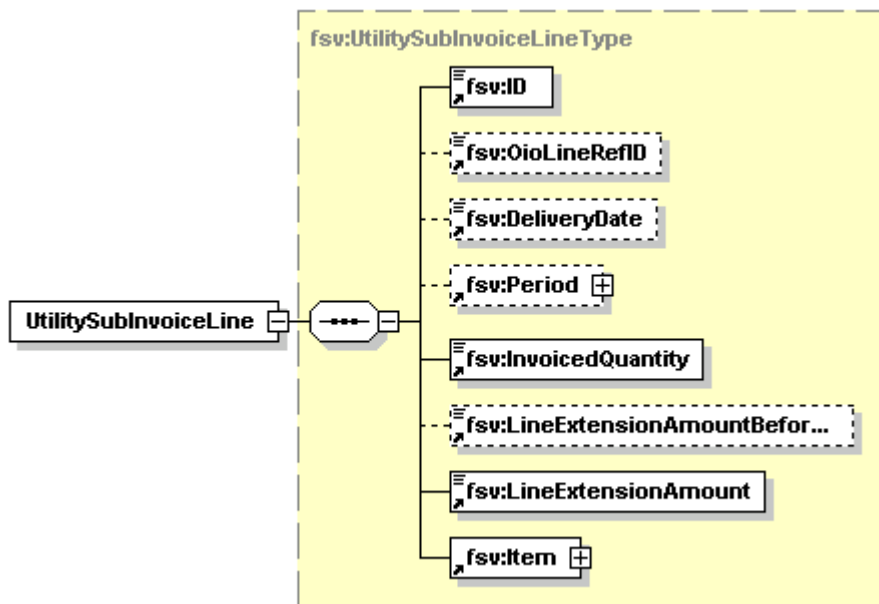 fsv:UtilitySubInvoiceLineType
fsv:ID
fsv:OioLineRefID
fsv:DeliveryDate
fsv:Period
UtilitySubInvoiceLine
fsv:InvoicedQuantity
fsv:LineExtensionAmountBefor...
fsv:LineExtensionAmount
fsv:Item